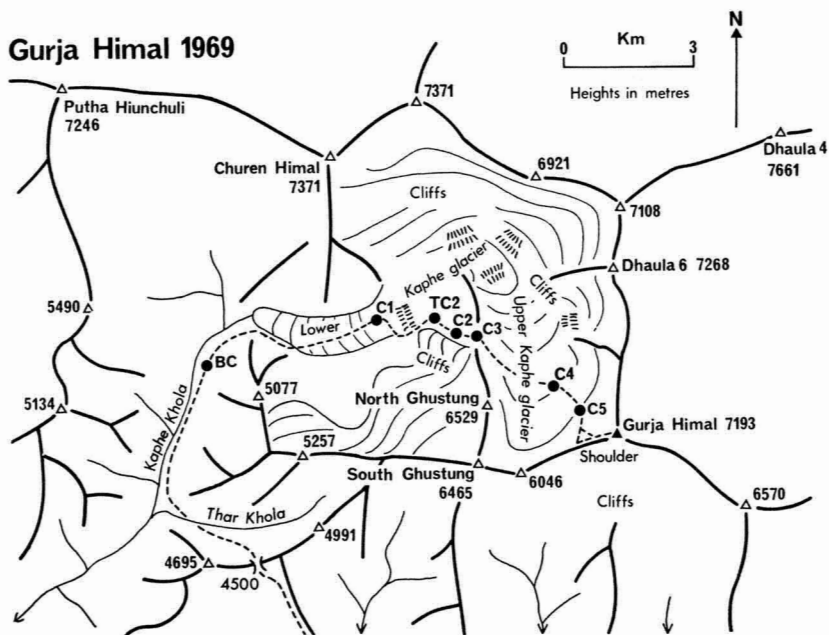 Gurja Himal 1969
Km
0 3
Heights in metres
N
Putha Hiunchuli
7246
7371
Churen Himal
7371
Cliffs
6921
Dhaula 4
7661
7108
Kaphe glacier
Cliffs
Dhaula 6 7268
5490
Lower
C1
TC2
C2
C3
Upper Kaphe glacier
Cliffs
BC
5077
C4
5134
North Ghustung
6529
C5
Kaphe Khola
Gurja Himal 7193
5257
Shoulder
South Ghustung
6465
6046
Cliffs
6570
Thar Khola
4991
4695
4500